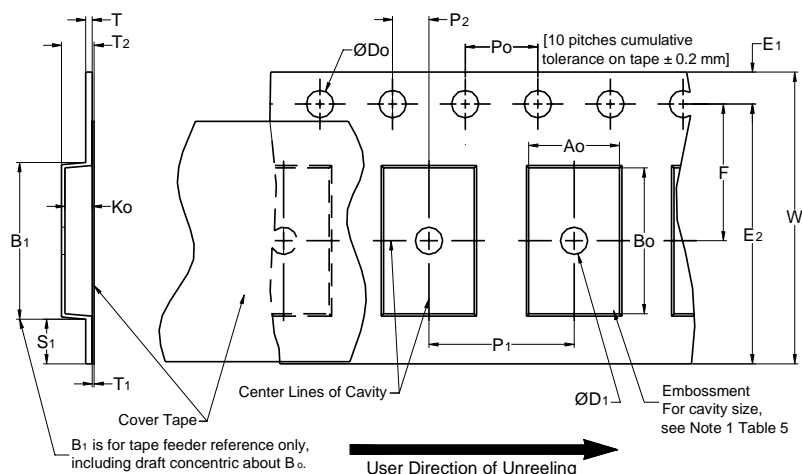 T
T2
P2
ØDo
Po
[10 pitches cumulative
tolerance on tape ± 0.2 mm]
E1
Ao
F
W
Ko
B1
Bo
E2
S1
P1
T1
Center Lines of Cavity
ØD1
Embossment
For cavity size,
see Note 1 Table 5
Cover Tape
B1 is for tape feeder reference only,
including draft concentric about Bo.
User Direction of Unreeling